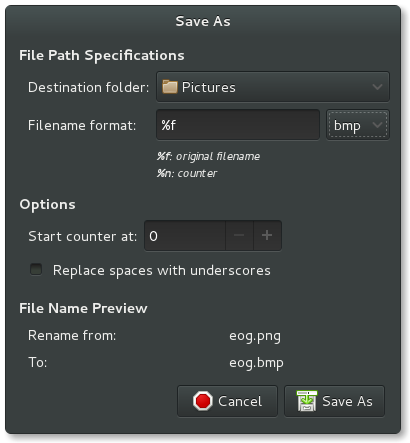 Save As
File Path Specifications
Destination folder: Pictures
Filename format: %f bmp
%f: original filename
%n: counter
Options
Start counter at: 0 − +
Replace spaces with underscores
File Name Preview
Rename from: eog.png
To: eog.bmp
Cancel Save As